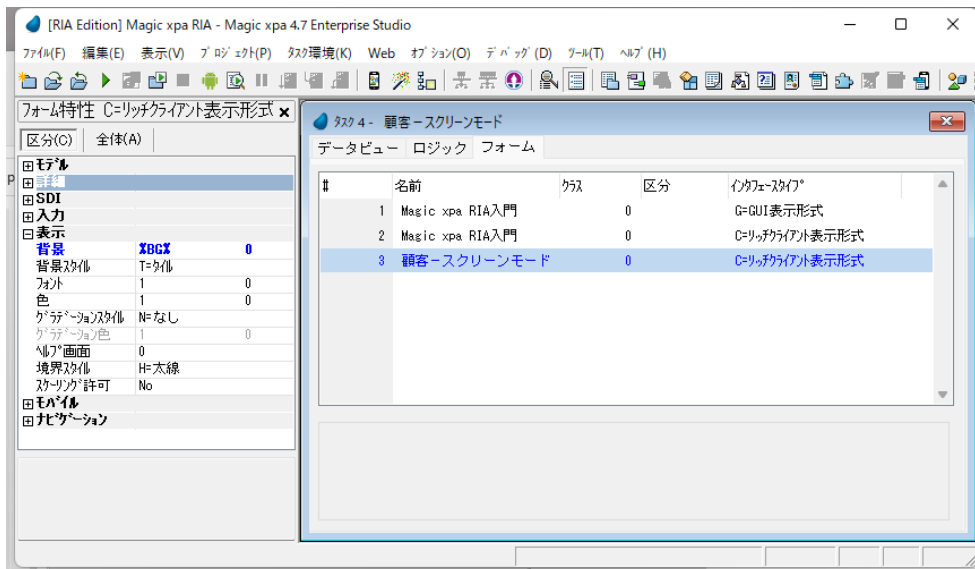 [RIA Edition] Magic xpa RIA - Magic xpa 4.7 Enterprise Studio
ﾌｧｲﾙ(F) 編集(E) 表示(V) ﾌﾟﾛｼﾞｪｸﾄ(P) ﾀｽｸ環境(K) Web ｵﾌﾟｼｮﾝ(O) ﾃﾞﾊﾞｯｸﾞ(D) ﾂｰﾙ(T) ﾍﾙﾌﾟ(H)
ﾌｫｰﾑ特性 C=ﾘｯﾁｸﾗｲｱﾝﾄ表示形式
区分(C) 全体(A)
ﾓﾃﾞﾙ
詳細
SDI
入力
表示
背景 %BG% 0
背景ｽﾀｲﾙ T=ﾀｲﾙ
ﾌｫﾝﾄ 1 0
色 1 0
ｸﾞﾗﾃﾞｰｼｮﾝｽﾀｲﾙ N=なし
ｸﾞﾗﾃﾞｰｼｮﾝ色 1 0
ﾍﾙﾌﾟ画面 0
境界ｽﾀｲﾙ H=太線
ｽｹｰﾘﾝｸﾞ許可 No
ﾓﾊﾞｲﾙ
ﾅﾋﾞｹﾞｰｼｮﾝ
ﾀｽｸ 4 - 顧客－スクリーンモード
データビュー ロジック フォーム
# 名前 ｸﾗｽ 区分 ｲﾝﾀﾌｪｰｽﾀｲﾌﾟ
1 Magic xpa RIA入門 0 G=GUI表示形式
2 Magic xpa RIA入門 0 C=ﾘｯﾁｸﾗｲｱﾝﾄ表示形式
3 顧客－スクリーンモード 0 C=ﾘｯﾁｸﾗｲｱﾝﾄ表示形式